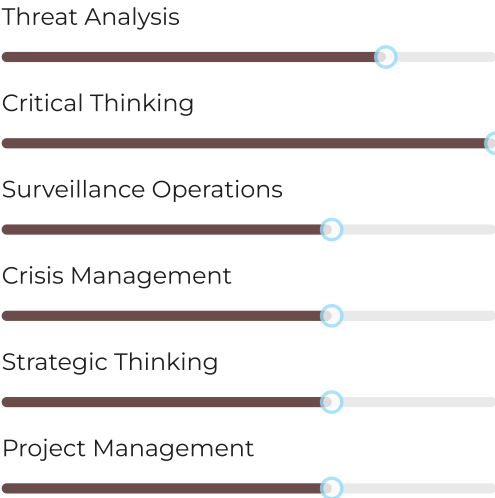 Threat Analysis
Critical Thinking
Surveillance Operations
Crisis Management
Strategic Thinking
Project Management